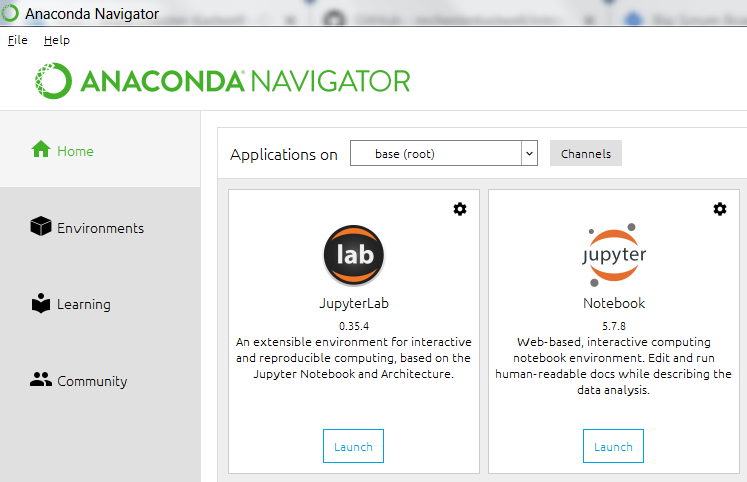 Anaconda Navigator
File Help
ANACONDA NAVIGATOR
Home
Applications on base (root) Channels
Environments
Learning
Community
lab
JupyterLab
0.35.4
An extensible environment for interactive
and reproducible computing, based on the
Jupyter Notebook and Architecture.
Launch
jupyter
Notebook
5.7.8
Web-based, interactive computing
notebook environment. Edit and run
human-readable docs while describing the
data analysis.
Launch